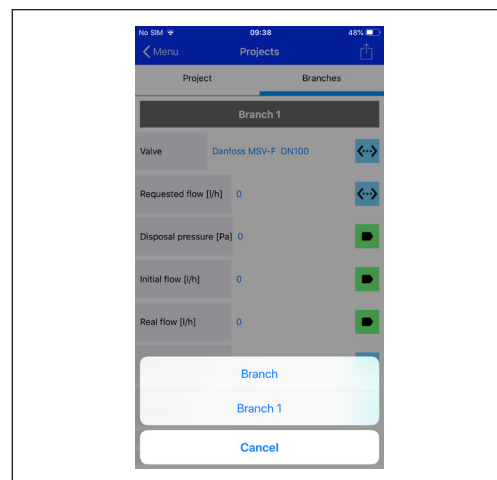 No SIM 09:38 48%
Menu Projects
Project Branches
Branch 1
Valve Danfoss MSV-F DN100
Requested flow [l/h] 0
Disposal pressure [Pa] 0
Initial flow [l/h] 0
Real flow [l/h] 0
Branch
Branch 1
Cancel